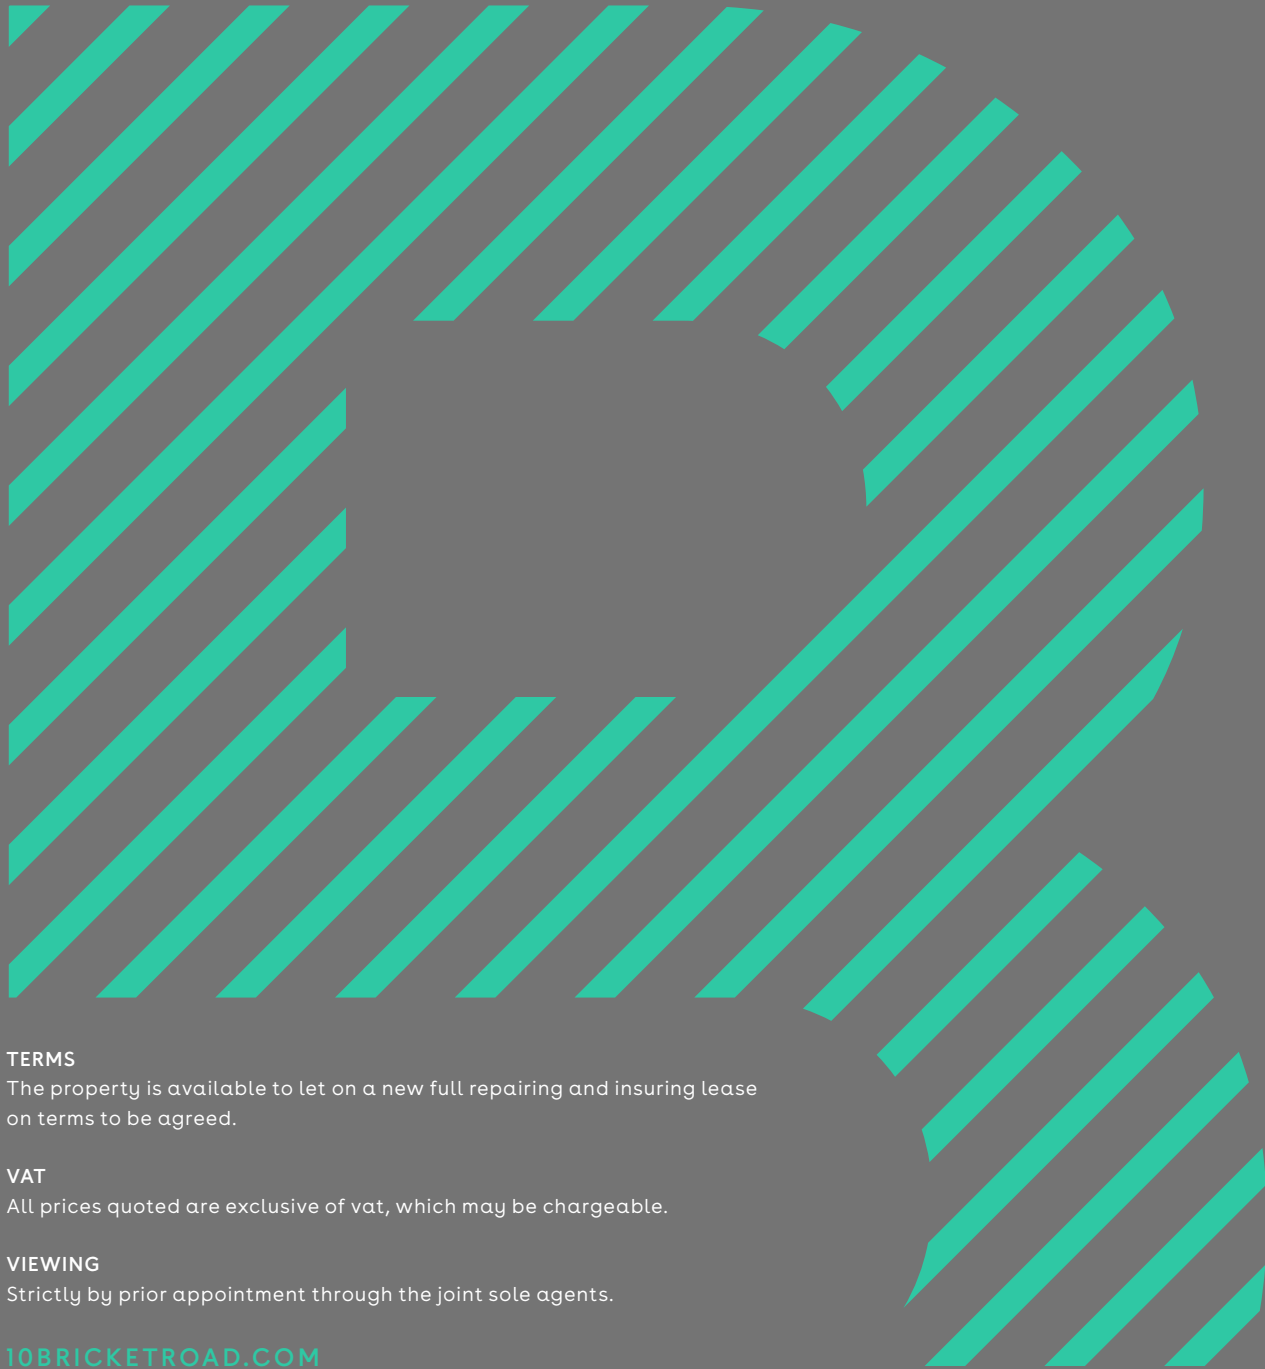 TERMS
The property is available to let on a new full repairing and insuring lease
on terms to be agreed.
VAT
All prices quoted are exclusive of vat, which may be chargeable.
VIEWING
Strictly by prior appointment through the joint sole agents.
10BRICKETROAD.COM